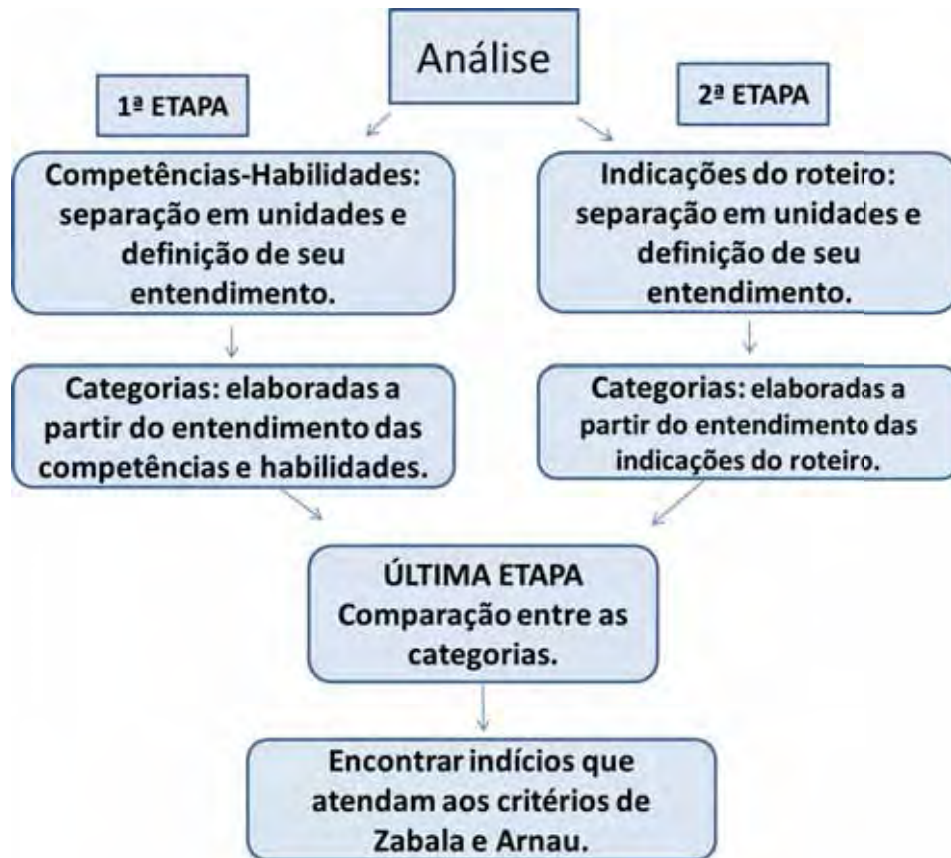 Análise
1ª ETAPA
2ª ETAPA
Competências-Habilidades:
separação em unidades e
definição de seu
entendimento.
Indicações do roteiro:
separação em unidades e
definição de seu
entendimento.
Categorias: elaboradas a
partir do entendimento das
competências e habilidades.
Categorias: elaboradas a
partir do entendimento das
indicações do roteiro.
ÚLTIMA ETAPA
Comparação entre as
categorias.
Encontrar indícios que
atendam aos critérios de
Zabala e Arnau.